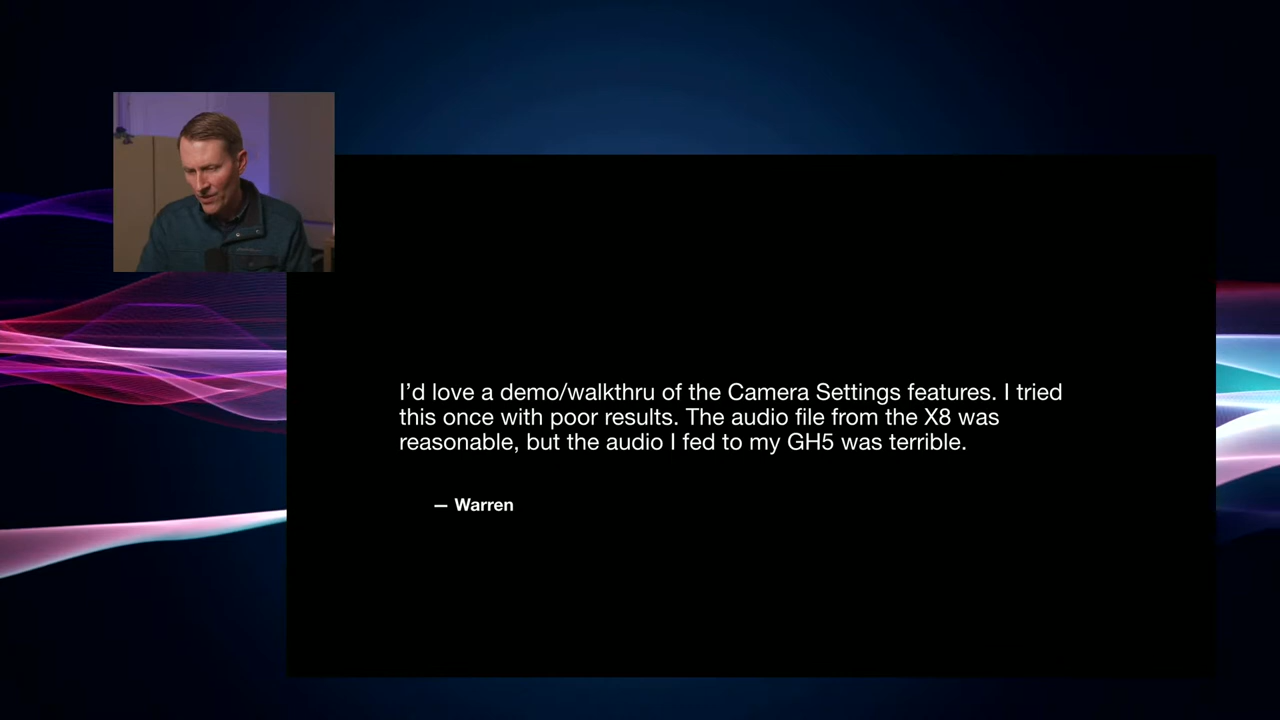 I’d love a demo/walkthru of the Camera Settings features. I tried
this once with poor results. The audio file from the X8 was
reasonable, but the audio I fed to my GH5 was terrible.
– Warren